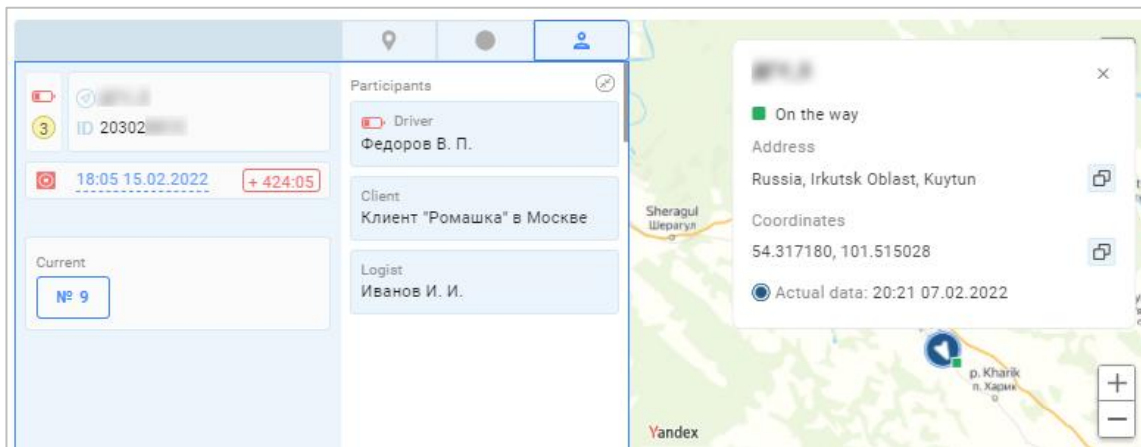 3
ID 20302
18:05 15.02.2022
+ 424:05
Current
№ 9
Participants
Driver
Федоров В. П.
Client
Клиент "Ромашка" в Москве
Logist
Иванов И. И.
On the way
Address
Russia, Irkutsk Oblast, Kuytun
Coordinates
54.317180, 101.515028
Actual data: 20:21 07.02.2022
Sheragul
Шерагул
р. Kharik
п. Харик
+
−
Yandex